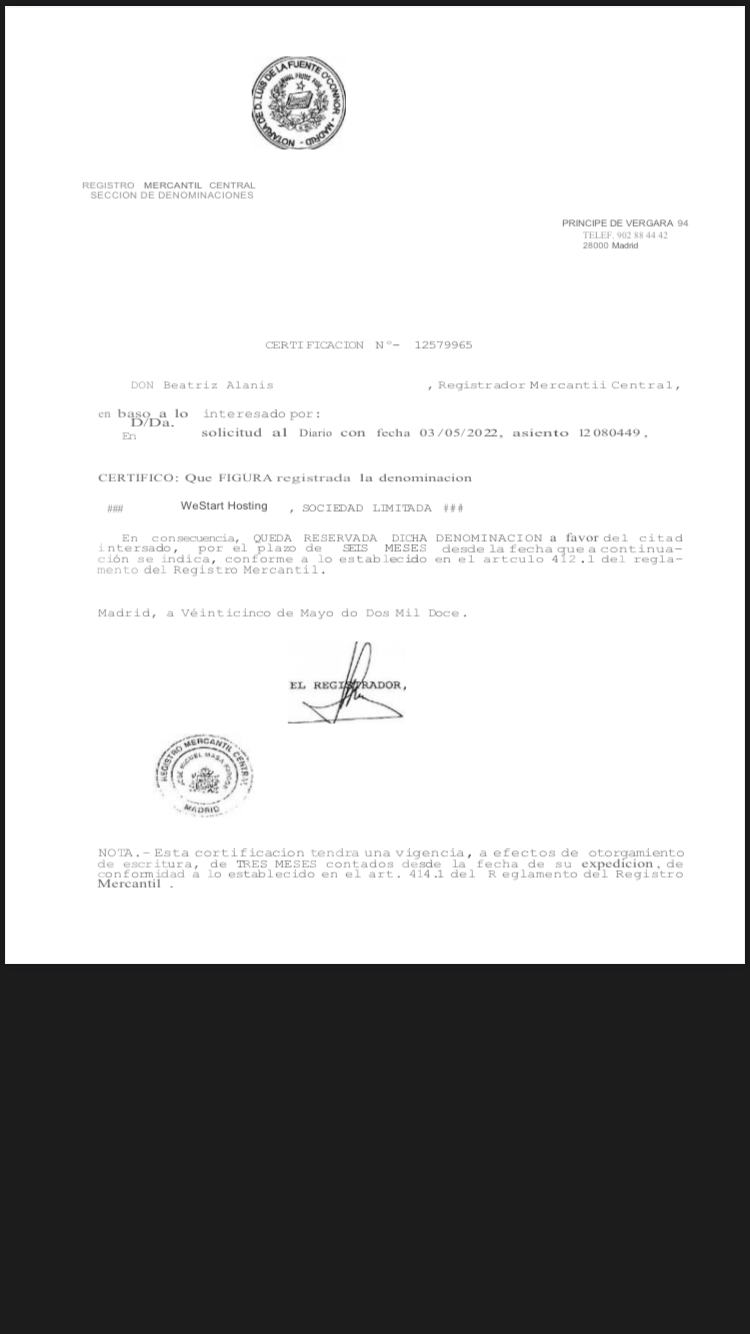 NOTARIA DE D. LUIS DE LA FUENTE O'CONNOR - MADRID
REGISTRO MERCANTIL CENTRAL
SECCION DE DENOMINACIONES
PRINCIPE DE VERGARA 94
TELEF. 902 88 44 42
28000 Madrid
CERTIFICACION Nº- 12579965
DON Beatriz Alanis , Registrador Mercantii Central,
en baso a lo interesado por:
D/Da.
En solicitud al Diario con fecha 03/05/2022, asiento 12080449,
CERTIFICO: Que FIGURA registrada la denominacion
### WeStart Hosting , SOCIEDAD LIMITADA ###
En consecuencia, QUEDA RESERVADA DICHA DENOMINACION a favor del citad
intersado, por el plazo de SEIS MESES desde la fecha que a continua-
ción se indica, conforme a lo establecido en el artculo 412.1 del regla-
mento del Registro Mercantil.
Madrid, a Véinticinco de Mayo do Dos Mil Doce.
EL REGISTRADOR,
REGISTRO MERCANTIL CENTRAL
MADRID
NOTA.- Esta cortificacion tendra una vigencia, a efectos de otorgamiento
de escritura, de TRES MESES contados desde la fecha de su expedicion, de
conformidad a lo establecido en el art. 414.1 del R eglamento del Registro
Mercantil .